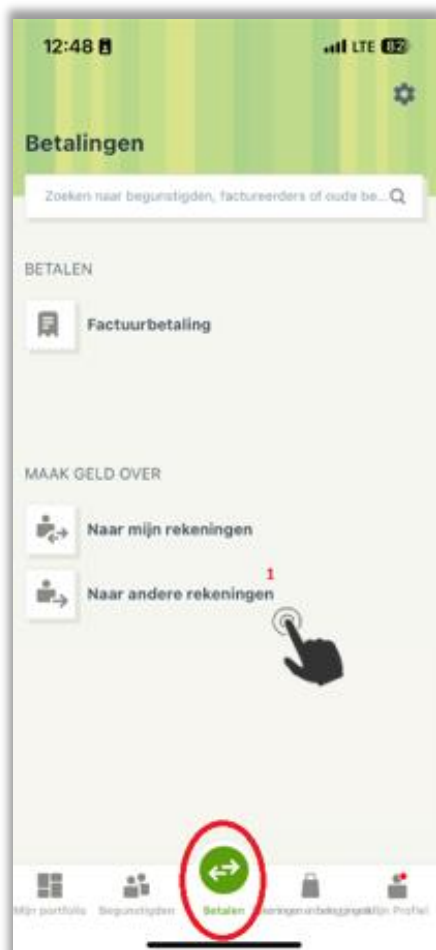 12:48
LTE 82
Betalingen
Zoeken naar begunstigden, factureerders of oude be...
BETALEN
Factuurbetaling
MAAK GELD OVER
Naar mijn rekeningen
1
Naar andere rekeningen
Mijn portfolio Begunstigden Betalen Mijn Profiel